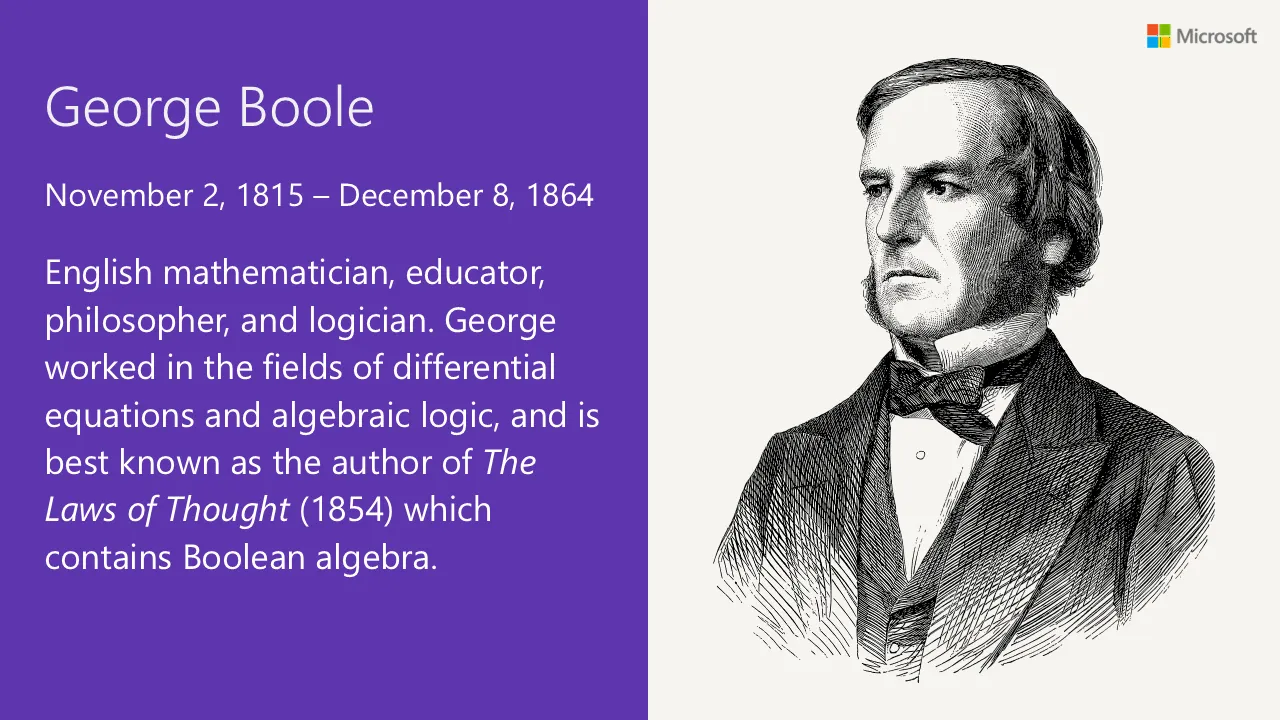 George Boole
November 2, 1815 – December 8, 1864
English mathematician, educator,
philosopher, and logician. George
worked in the fields of differential
equations and algebraic logic, and is
best known as the author of The
Laws of Thought (1854) which
contains Boolean algebra.
Microsoft